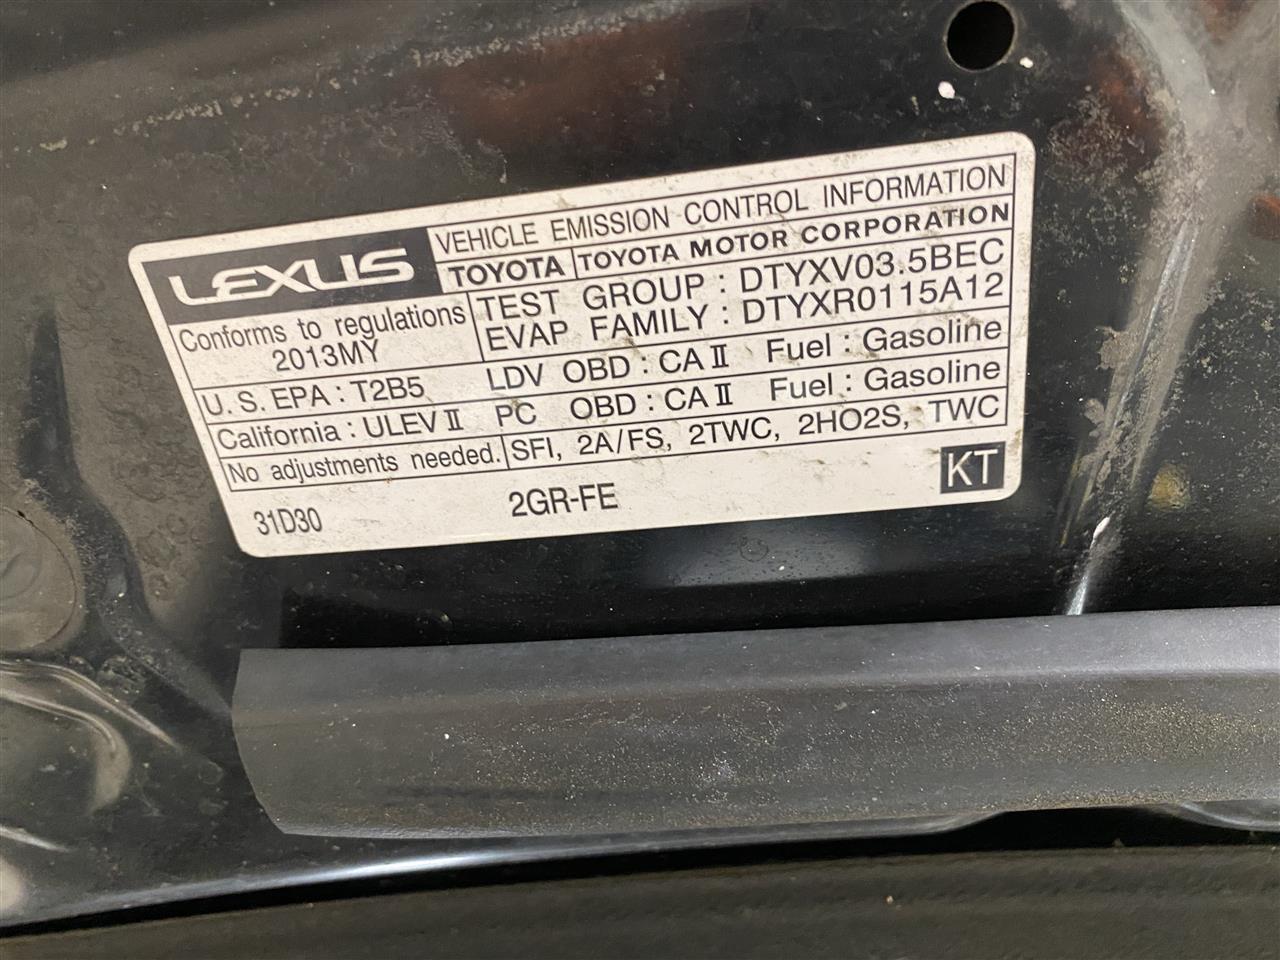 LEXUS
VEHICLE EMISSION CONTROL INFORMATION
TOYOTA TOYOTA MOTOR CORPORATION
Conforms to regulations
2013MY
TEST GROUP : DTYXV03.5BEC
EVAP FAMILY : DTYXR0115A12
U.S. EPA : T2B5 LDV OBD : CA II Fuel : Gasoline
California : ULEV II PC OBD : CA II Fuel : Gasoline
No adjustments needed. SFI, 2A/FS, 2TWC, 2HO2S, TWC
31D30 2GR-FE KT